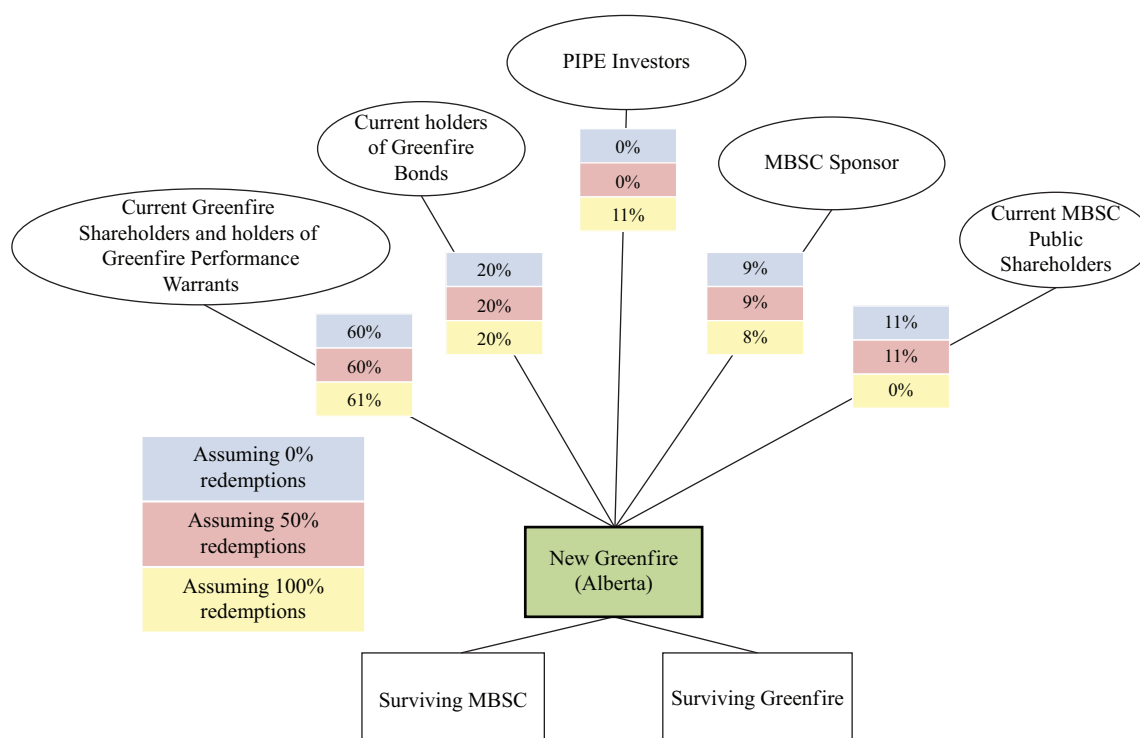 PIPE Investors
Current holders
of Greenfire
Bonds
MBSC Sponsor
Current Greenfire
Shareholders and holders of
Greenfire Performance
Warrants
Current MBSC
Public
Shareholders
0%
0%
11%
20%
20%
20%
9%
9%
8%
60%
60%
61%
11%
11%
0%
Assuming 0%
redemptions
Assuming 50%
redemptions
Assuming 100%
redemptions
New Greenfire
(Alberta)
Surviving MBSC
Surviving Greenfire